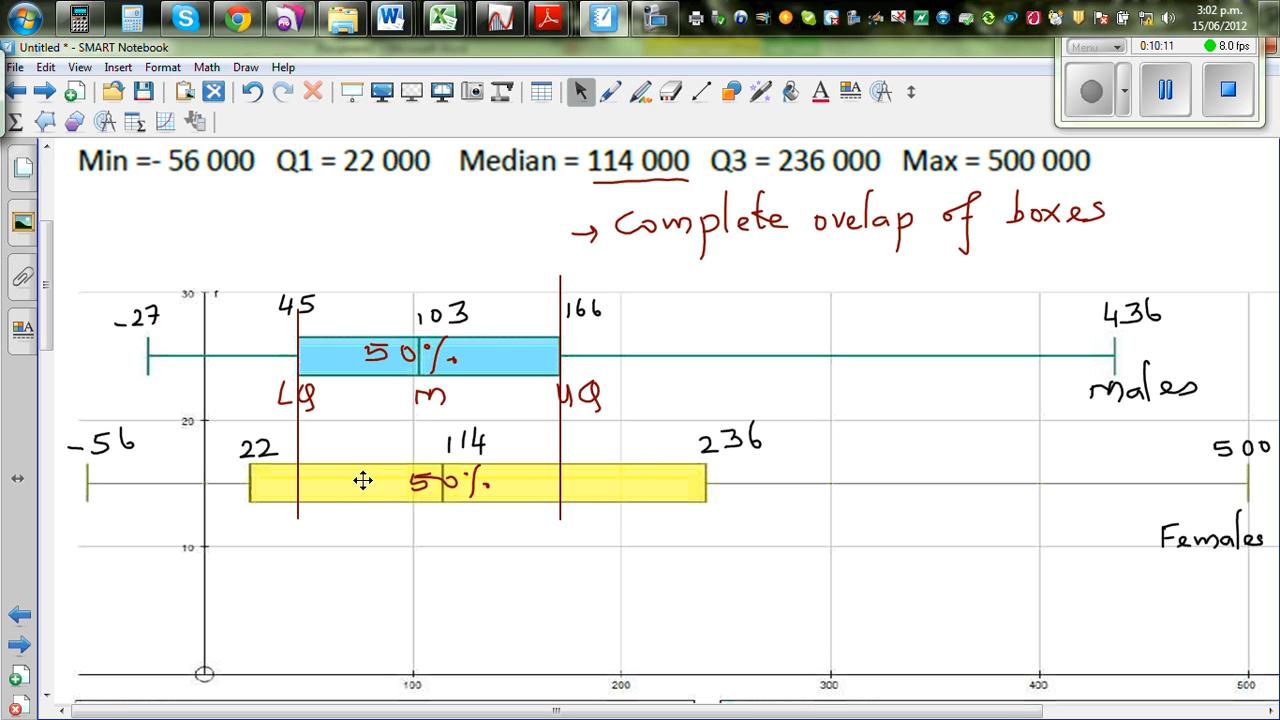 3:02 p.m.
15/06/2012
Untitled * - SMART Notebook
Menu
0:10:11
8.0 fps
File Edit View Insert Format Math Draw Help
Min =- 56 000 Q1 = 22 000 Median = 114 000 Q3 = 236 000 Max = 500 000
→ Complete ovelap of boxes
30
-27
45
103
166
436
50%
LQ
m
UQ
males
20
-56
22
114
236
500
50%
Females
10
100
200
300
400
500